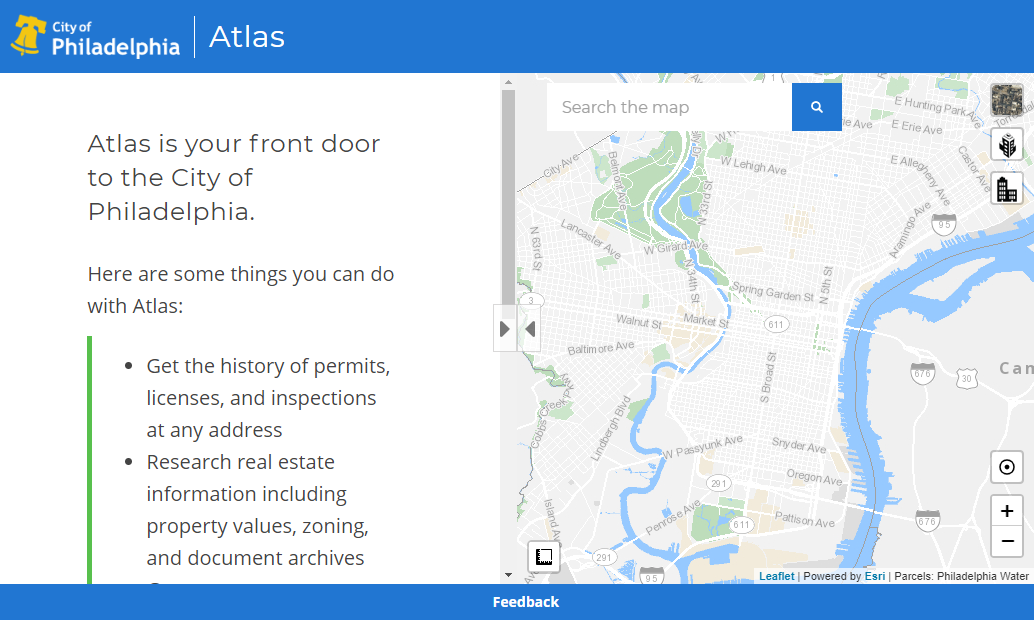 City of
Philadelphia
Atlas
Atlas is your front door
to the City of
Philadelphia.
Here are some things you can do
with Atlas:
Get the history of permits,
licenses, and inspections
at any address
Research real estate
information including
property values, zoning,
and document archives
Search the map
1
E Hunting Park Ave
E Erie Ave
E Allegheny Ave
Castor Ave
Aramingo Ave
95
City Ave
Belmont Ave
W Lehigh Ave
N 33rd St
Lancaster Ave
N 63rd St
W Girard Ave
N 34th St
Spring Garden St
N 5th St
3
Walnut St
Market St
611
Baltimore Ave
S Broad St
676
30
Cam
Cobbs Creek Pkwy
Lindbergh Blvd
W Passyunk Ave
Snyder Ave
Oregon Ave
291
Island Ave
Penrose Ave
611
Pattison Ave
676
291
95
Leaflet | Powered by Esri | Parcels: Philadelphia Water
Feedback